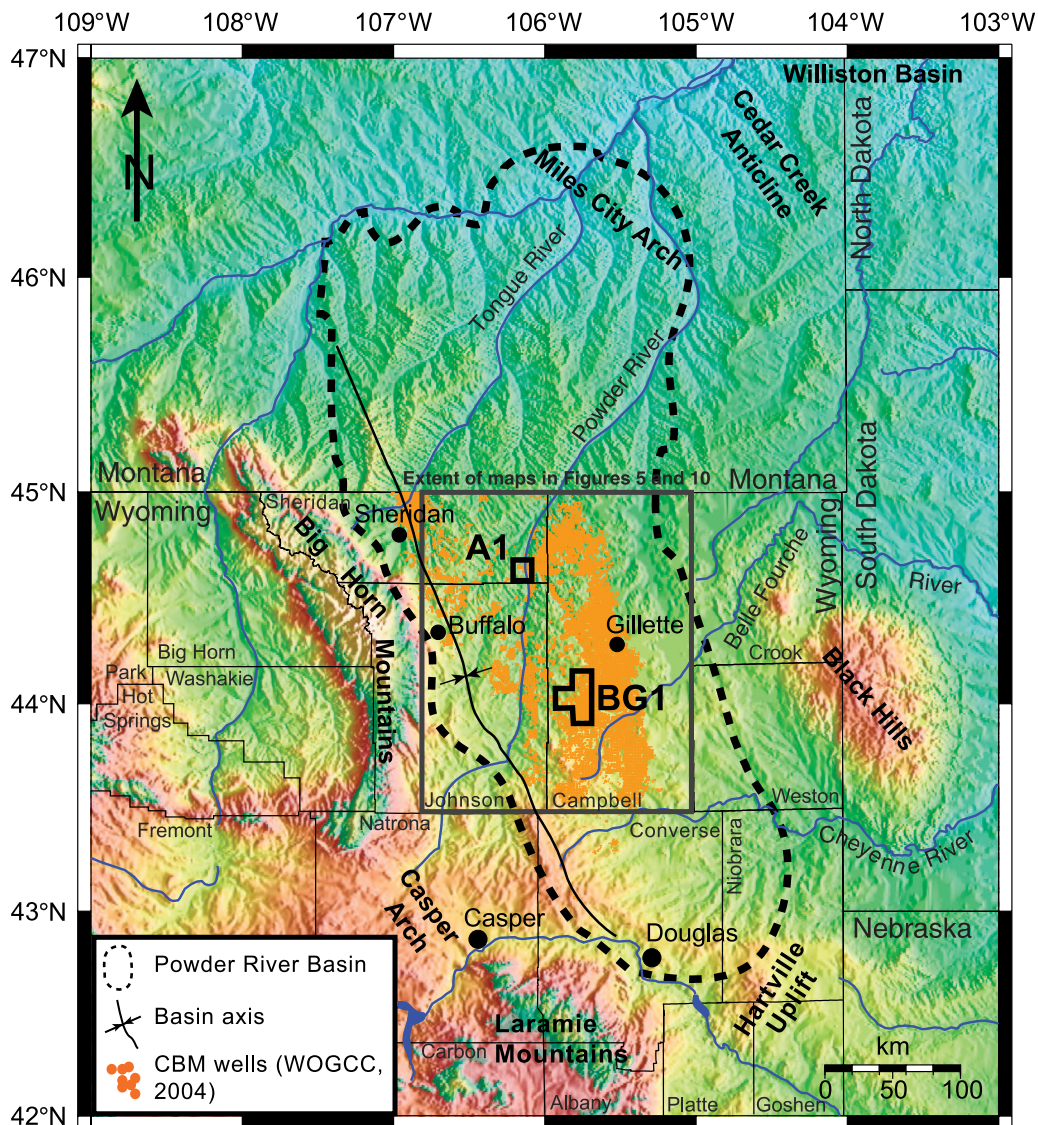 109°W 108°W 107°W 106°W 105°W 104°W 103°W
47°N
46°N
45°N
44°N
43°N
42°N
N
Williston Basin
Cedar Creek
Anticline
North Dakota
Miles City Arch
Tongue River
Powder River
South Dakota
Montana
Wyoming
Extent of maps in Figures 5 and 10
Montana
Wyoming
Sheridan
Sheridan
Big
Horn
Mountains
A1
Buffalo
Gillette
BG1
Belle Fourche
River
Crook
Black Hills
Big Horn
Washakie
Park
Hot
Springs
Fremont
Johnson
Campbell
Weston
Natrona
Converse
Niobrara
Cheyenne River
Casper
Arch
Casper
Douglas
Nebraska
Hartville
Uplift
Laramie
Mountains
Carbon
Albany
Platte
Goshen
km
0 50 100
Powder River Basin
Basin axis
CBM wells (WOGCC,
2004)